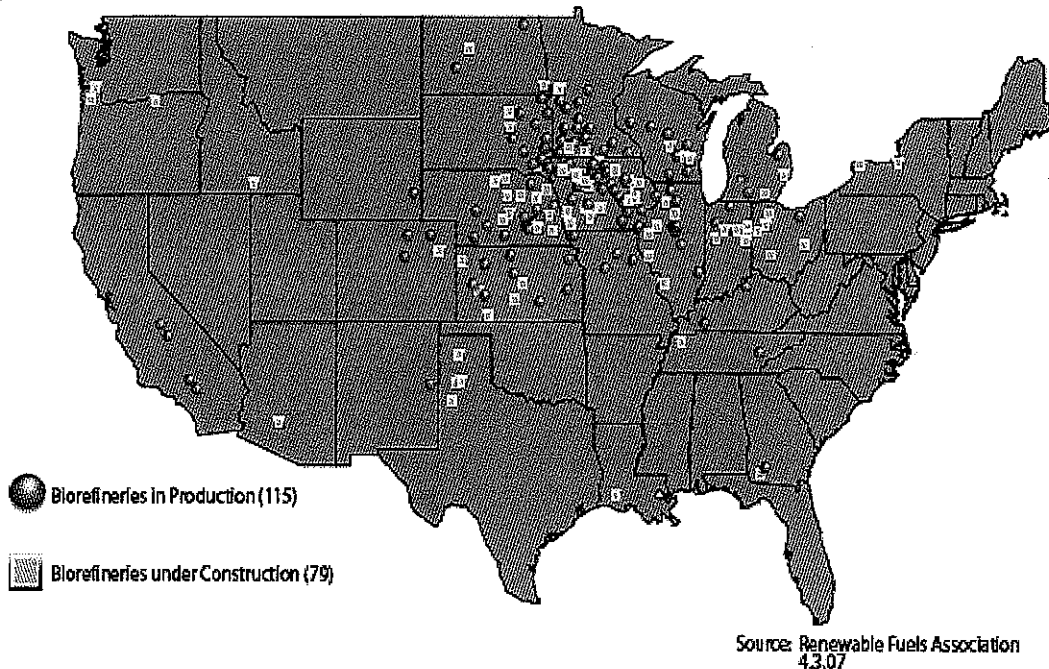 Biorefineries in Production (115)
Biorefineries under Construction (79)
Source: Renewable Fuels Association
4.3.07